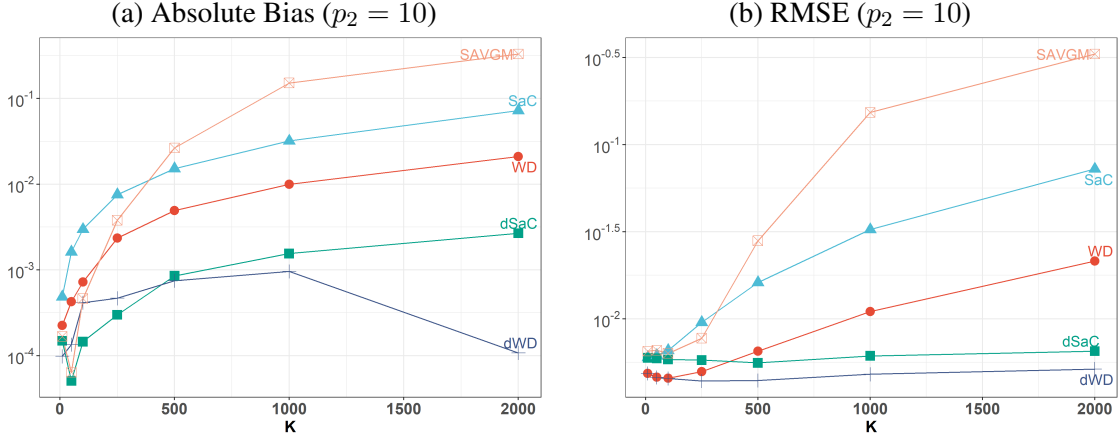 (a) Absolute Bias (p₂ = 10)
SAVGM
10⁻¹
SaC
WD
10⁻²
dSaC
10⁻³
dWD
10⁻⁴
0 500 1000 1500 2000
K
(b) RMSE (p₂ = 10)
SAVGM
10⁻⁰·⁵
10⁻¹
SaC
10⁻¹·⁵
WD
10⁻²
dSaC
dWD
0 500 1000 1500 2000
K